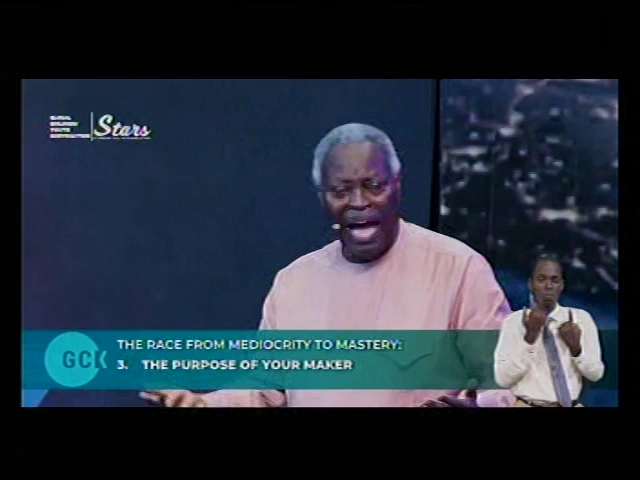 Stars
GCK
THE RACE FROM MEDIOCRITY TO MASTERY:
3. THE PURPOSE OF YOUR MAKER